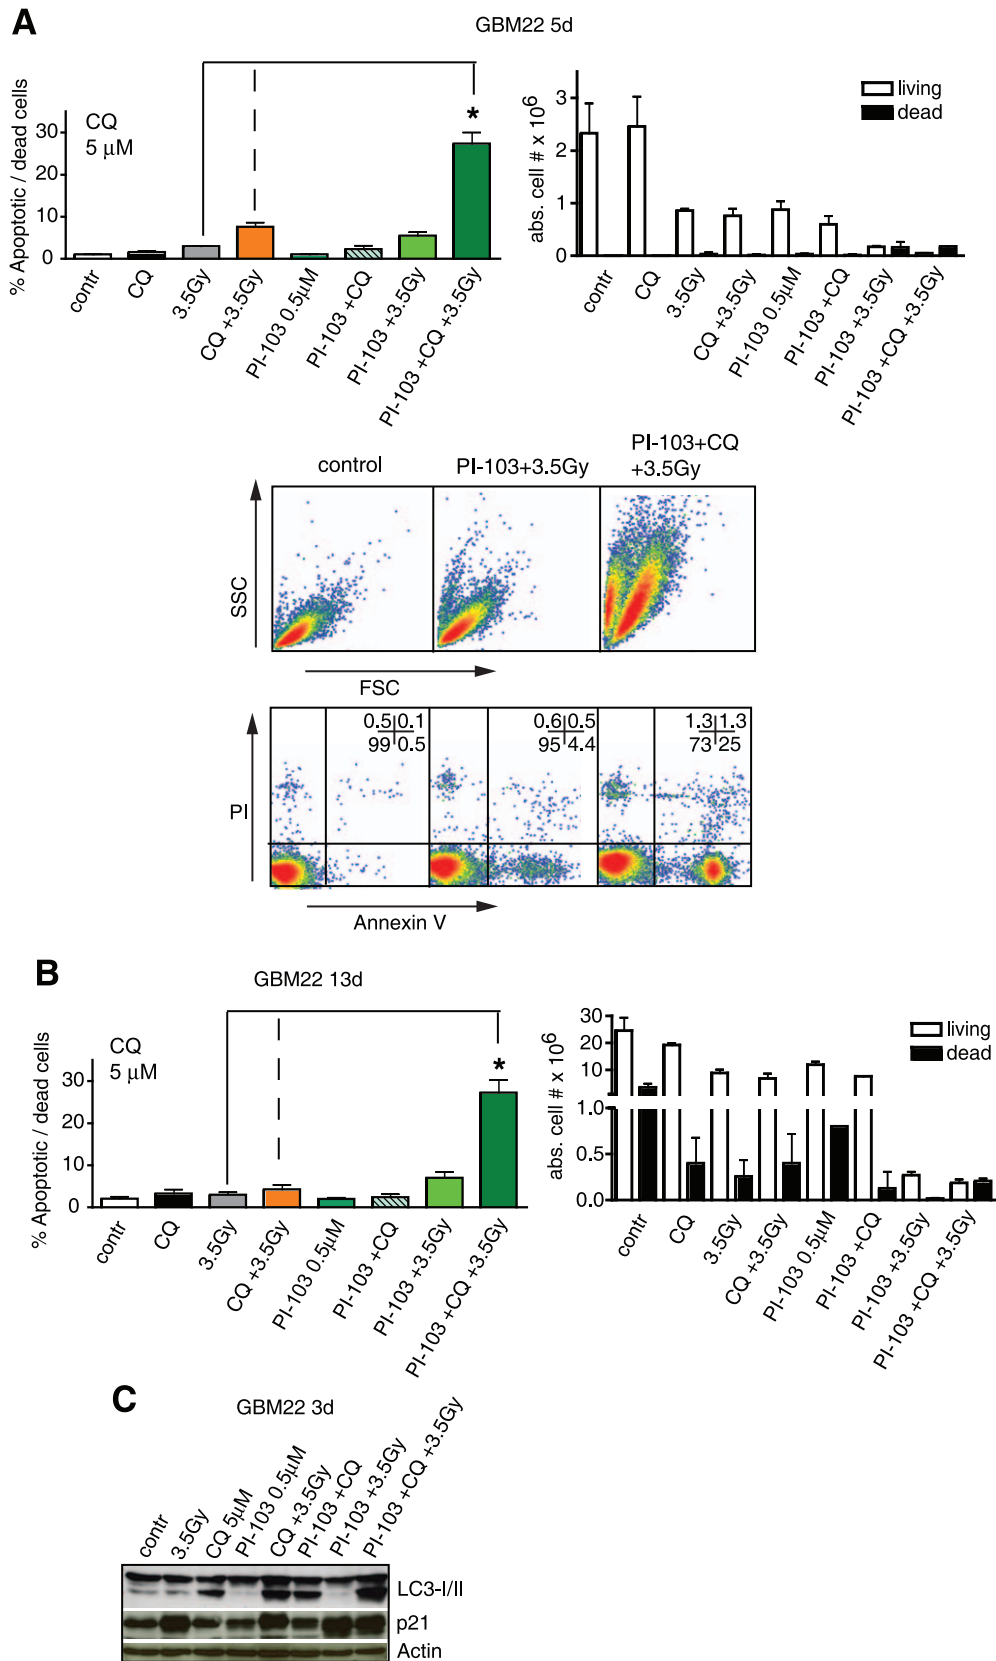 A
GBM22 5d
% Apoptotic / dead cells
30
20
10
0
CQ
5 μM
*
contr
CQ
3.5Gy
CQ +3.5Gy
PI-103 0.5μM
PI-103 +CQ
PI-103 +3.5Gy
PI-103 +CQ +3.5Gy
abs. cell # x 10⁶
3
2
1
0
living
dead
contr
CQ
3.5Gy
CQ +3.5Gy
PI-103 0.5μM
PI-103 +CQ
PI-103 +3.5Gy
PI-103 +CQ +3.5Gy
control
PI-103+3.5Gy
PI-103+CQ
+3.5Gy
SSC
FSC
0.5 0.1
99 0.5
0.6 0.5
95 4.4
1.3 1.3
73 25
PI
Annexin V
B
GBM22 13d
% Apoptotic / dead cells
30
20
10
0
CQ
5 μM
*
contr
CQ
3.5Gy
CQ +3.5Gy
PI-103 0.5μM
PI-103 +CQ
PI-103 +3.5Gy
PI-103 +CQ +3.5Gy
abs. cell # x 10⁶
30
20
10
1.0
0.5
0.0
living
dead
contr
CQ
3.5Gy
CQ +3.5Gy
PI-103 0.5μM
PI-103 +CQ
PI-103 +3.5Gy
PI-103 +CQ +3.5Gy
C
GBM22 3d
contr
3.5Gy
CQ 5μM
PI-103 0.5μM
CQ +3.5Gy
PI-103 +CQ
PI-103 +3.5Gy
PI-103 +CQ +3.5Gy
LC3-I/II
p21
Actin